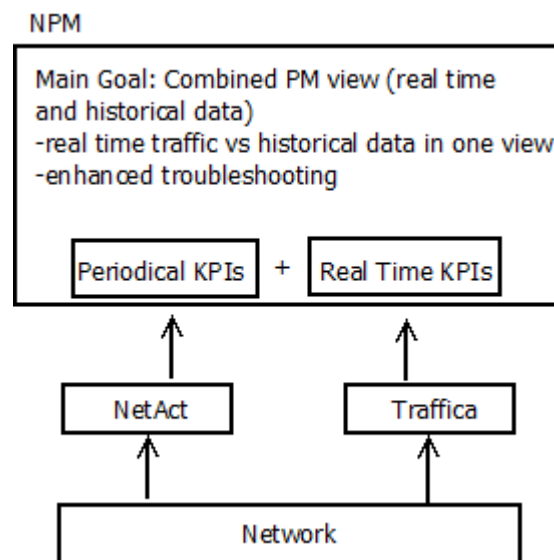 NPM
Main Goal: Combined PM view (real time
and historical data)
-real time traffic vs historical data in one view
-enhanced troubleshooting
Periodical KPIs + Real Time KPIs
NetAct Traffica
Network